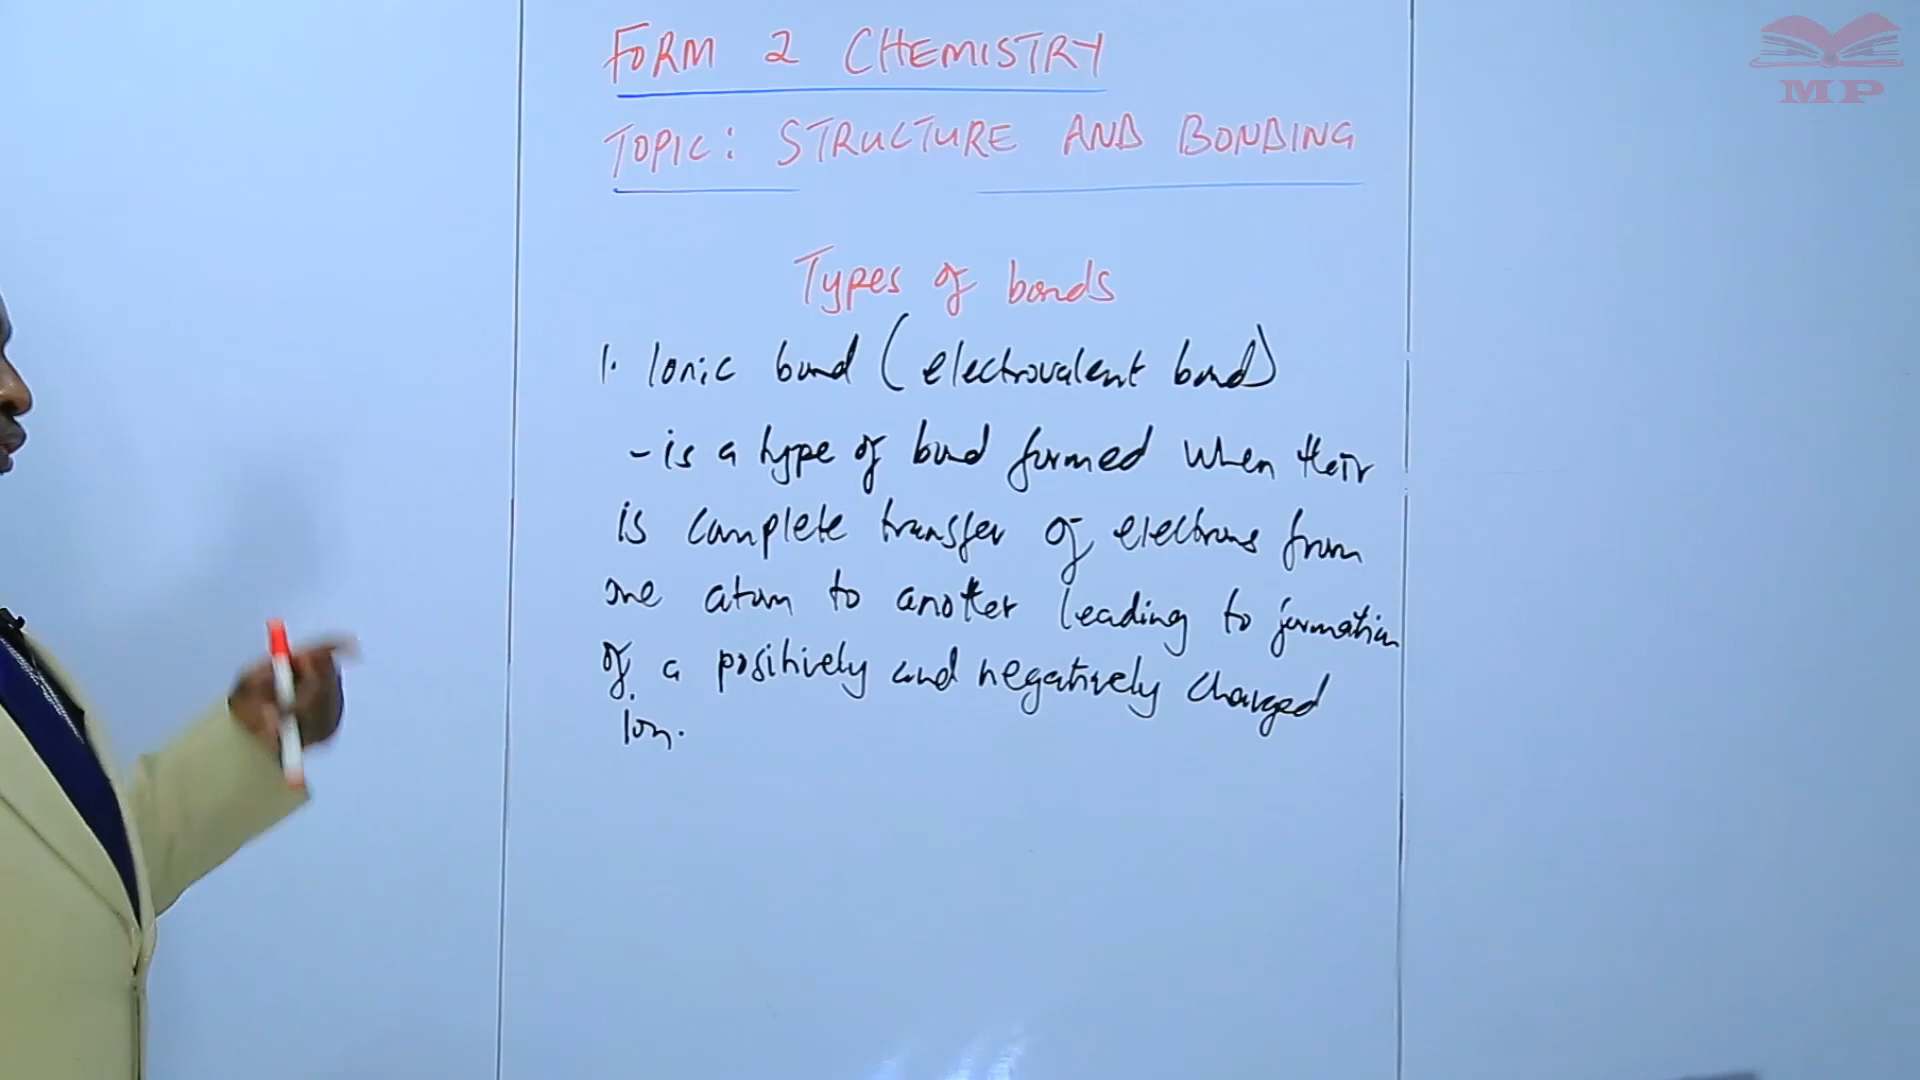 FORM 2 CHEMISTRY
TOPIC: STRUCTURE AND BONDING
Types of bonds
1. Ionic bond (electrovalent bond)
- is a type of bond formed when their
is complete transfer of electrons from
one atom to another leading to formation
of a positively and negatively charged
Ion.
MP